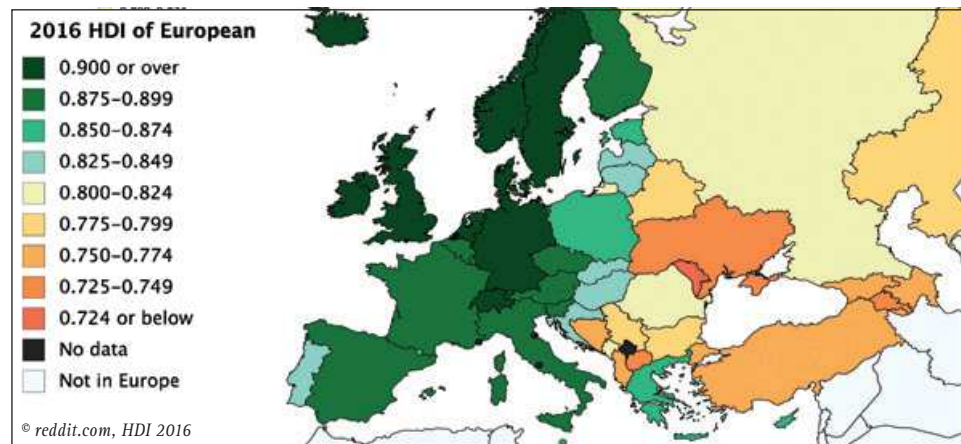 2016 HDI of European
0.900 or over
0.875–0.899
0.850–0.874
0.825–0.849
0.800–0.824
0.775–0.799
0.750–0.774
0.725–0.749
0.724 or below
No data
Not in Europe
© reddit.com, HDI 2016